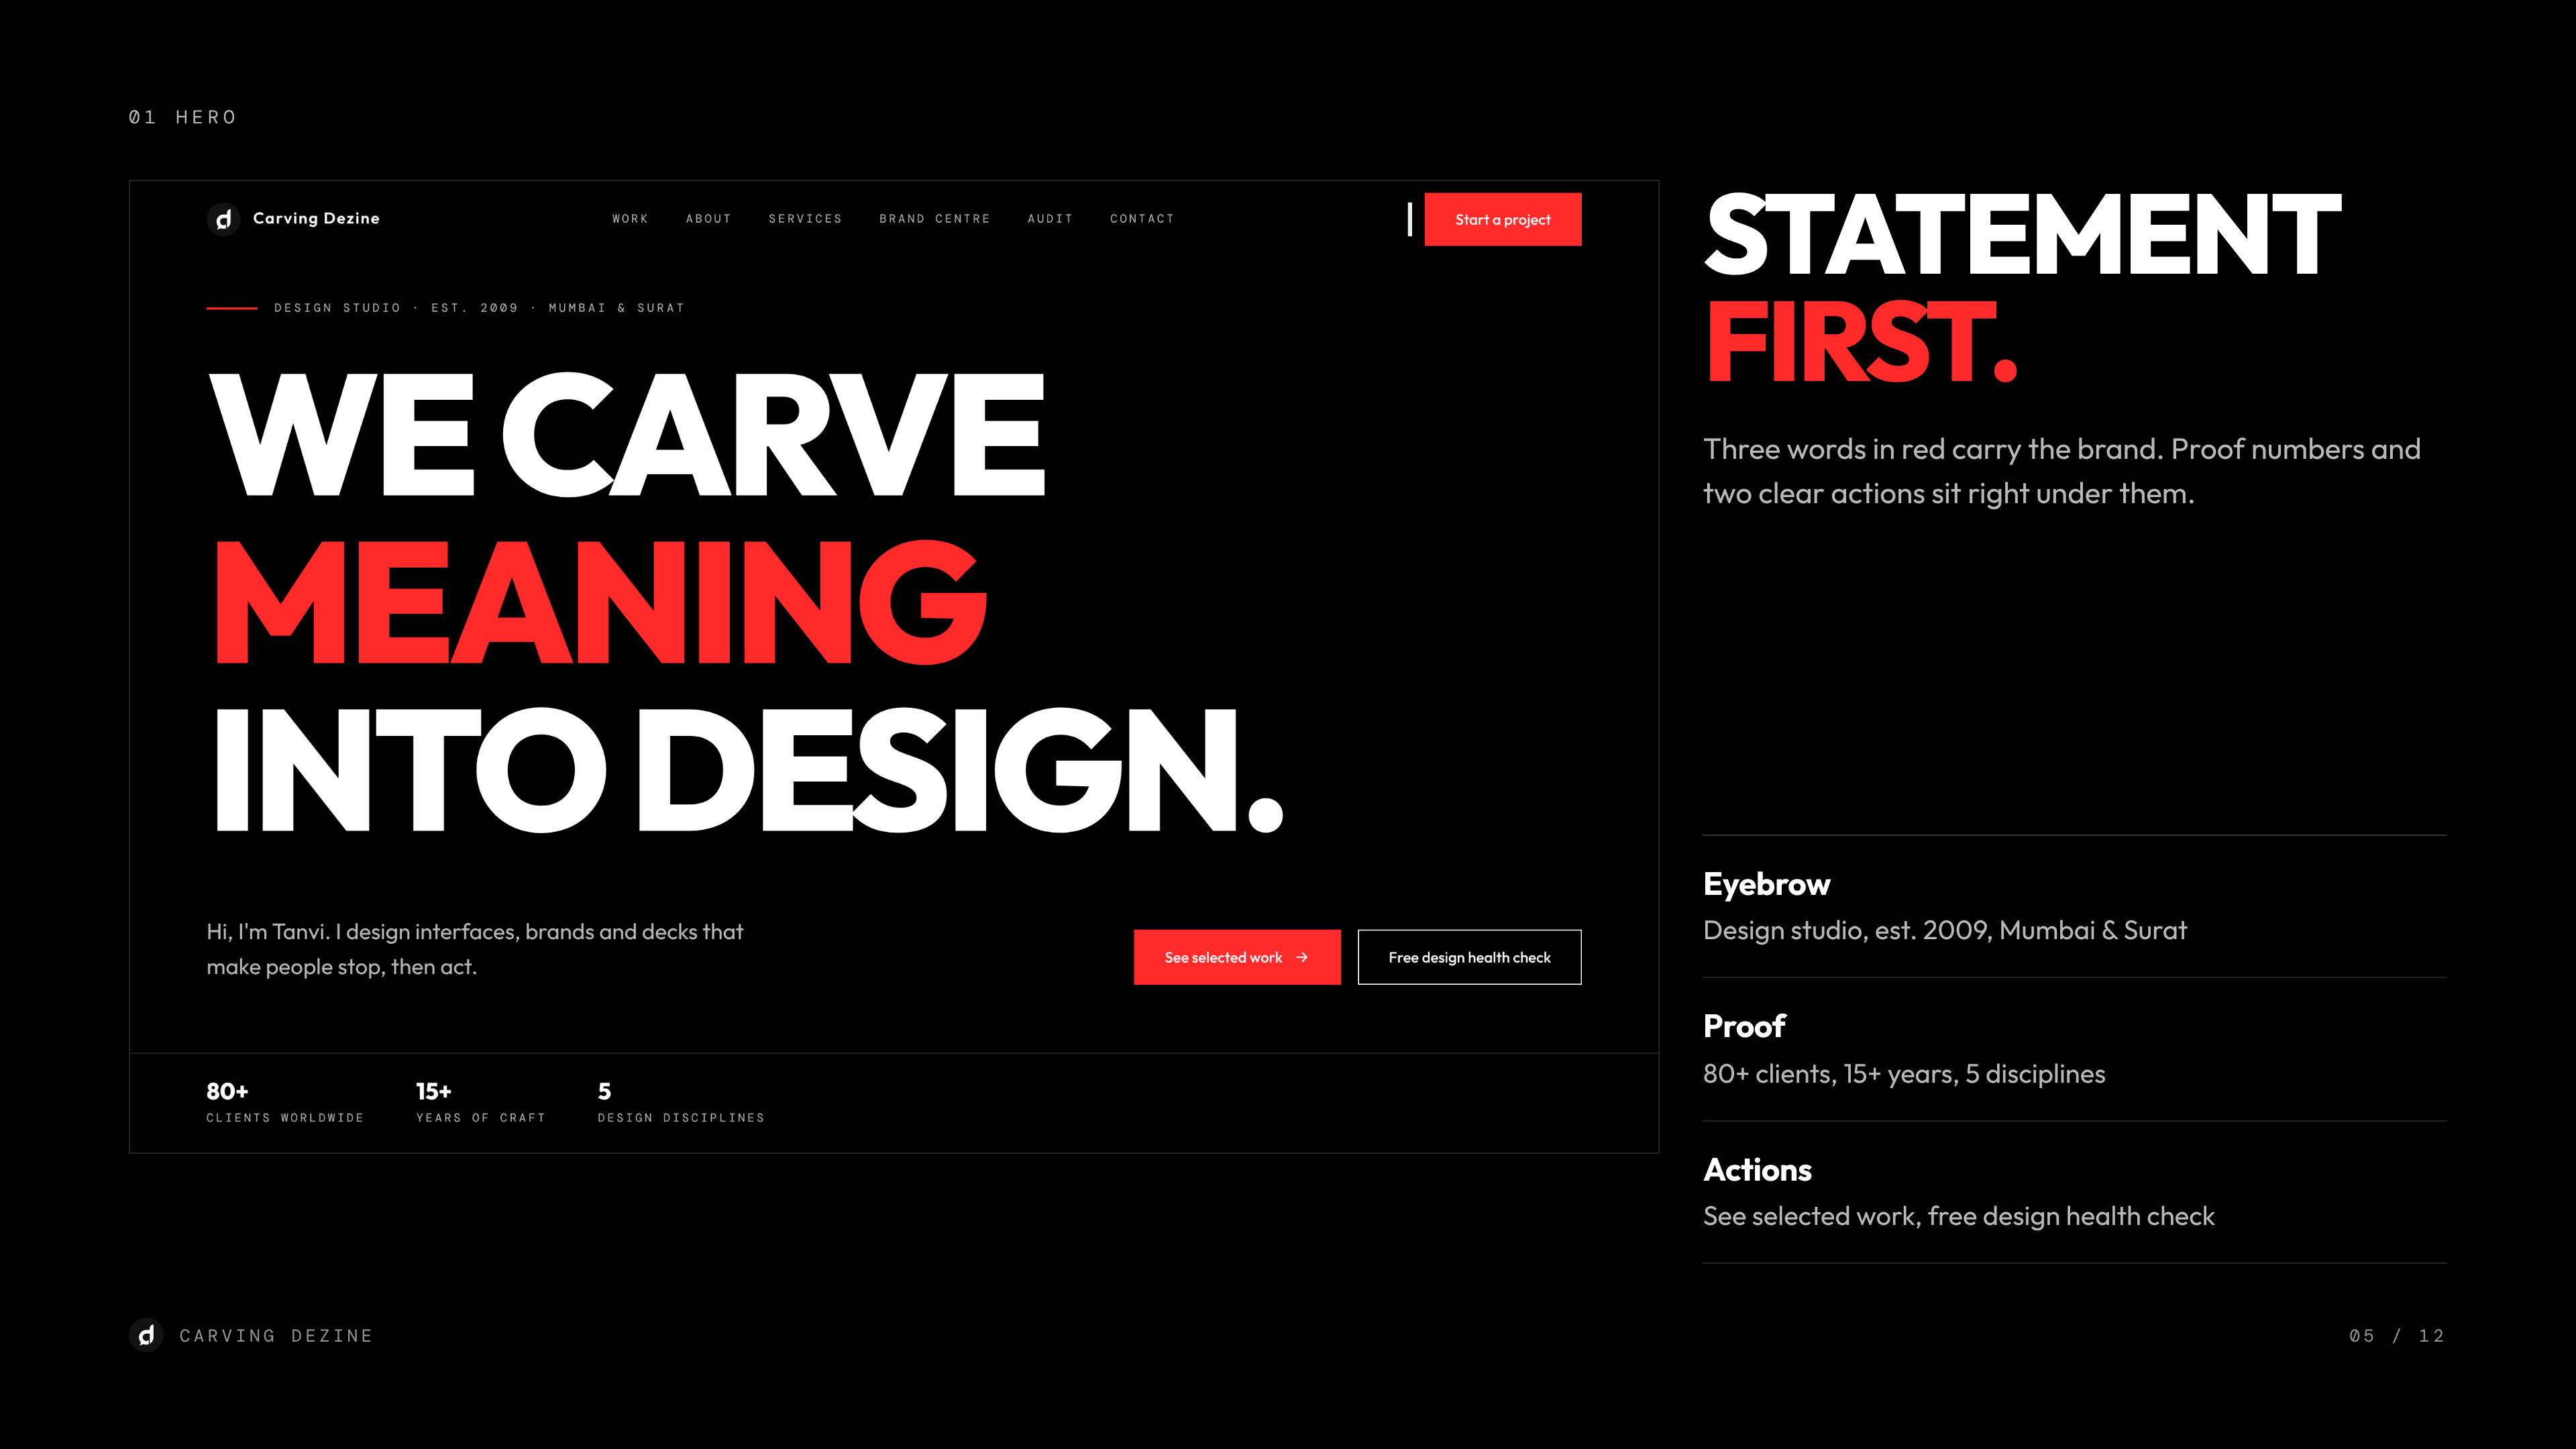 01 HERO
Carving Dezine
WORK ABOUT SERVICES BRAND CENTRE AUDIT CONTACT
Start a project
DESIGN STUDIO · EST. 2009 · MUMBAI & SURAT
WE CARVE
MEANING
INTO DESIGN.
Hi, I'm Tanvi. I design interfaces, brands and decks that
make people stop, then act.
See selected work →
Free design health check
80+
CLIENTS WORLDWIDE
15+
YEARS OF CRAFT
5
DESIGN DISCIPLINES
STATEMENT
FIRST.
Three words in red carry the brand. Proof numbers and
two clear actions sit right under them.
Eyebrow
Design studio, est. 2009, Mumbai & Surat
Proof
80+ clients, 15+ years, 5 disciplines
Actions
See selected work, free design health check
CARVING DEZINE
05 / 12